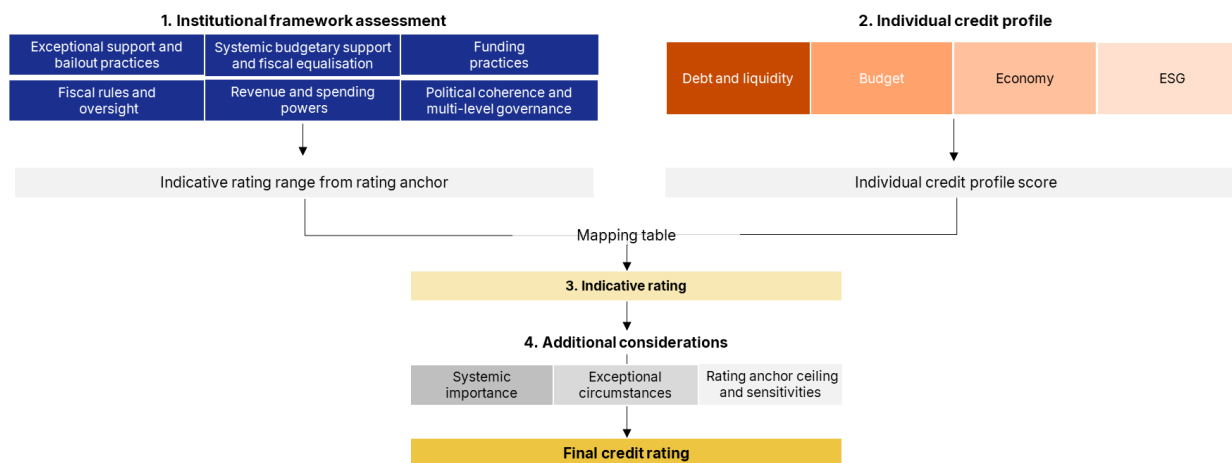 1. Institutional framework assessment
Exceptional support and
bailout practices
Systemic budgetary support
and fiscal equalisation
Funding
practices
Fiscal rules and
oversight
Revenue and spending
powers
Political coherence and
multi-level governance
Indicative rating range from rating anchor
2. Individual credit profile
Debt and liquidity
Budget
Economy
ESG
Individual credit profile score
Mapping table
3. Indicative rating
4. Additional considerations
Systemic
importance
Exceptional
circumstances
Rating anchor ceiling
and sensitivities
Final credit rating